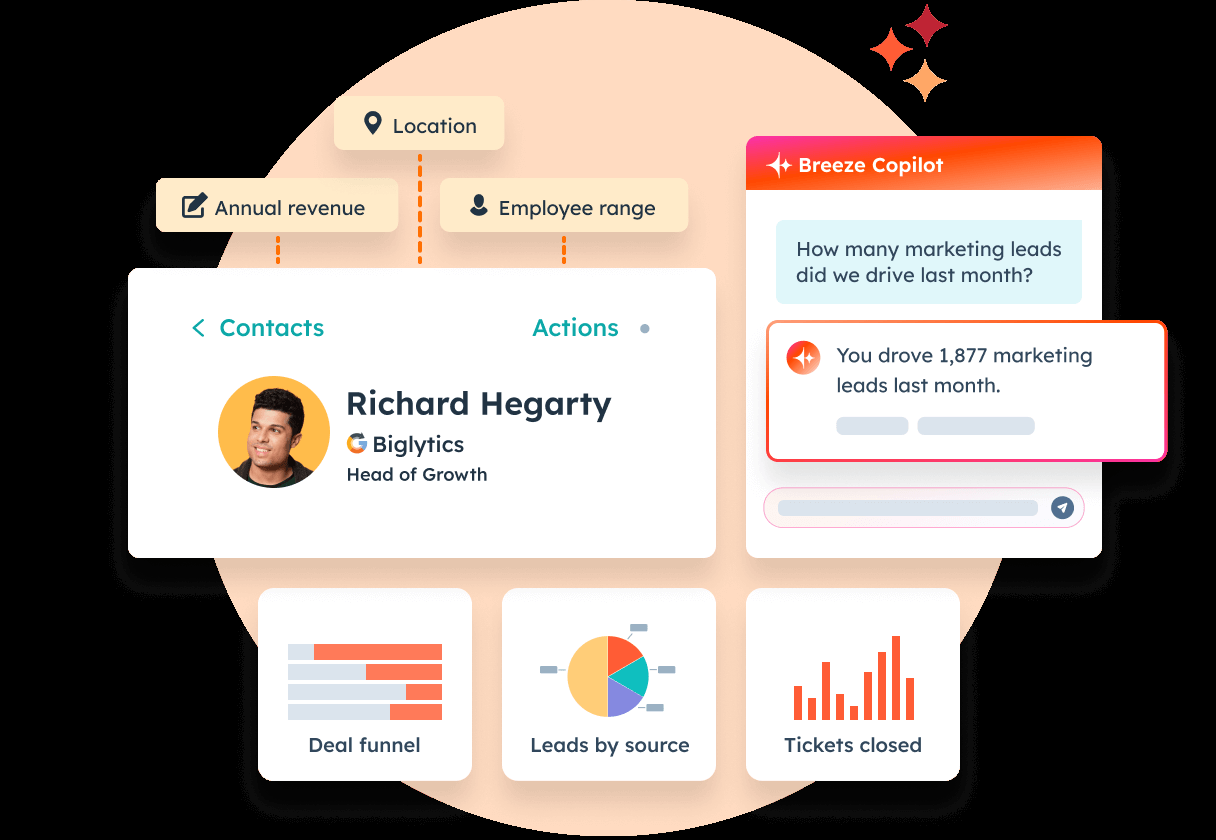 Location
Annual revenue
Employee range
Contacts
Actions
Richard Hegarty
Biglytics
Head of Growth
Breeze Copilot
How many marketing leads
did we drive last month?
You drove 1,877 marketing
leads last month.
Deal funnel
Leads by source
Tickets closed